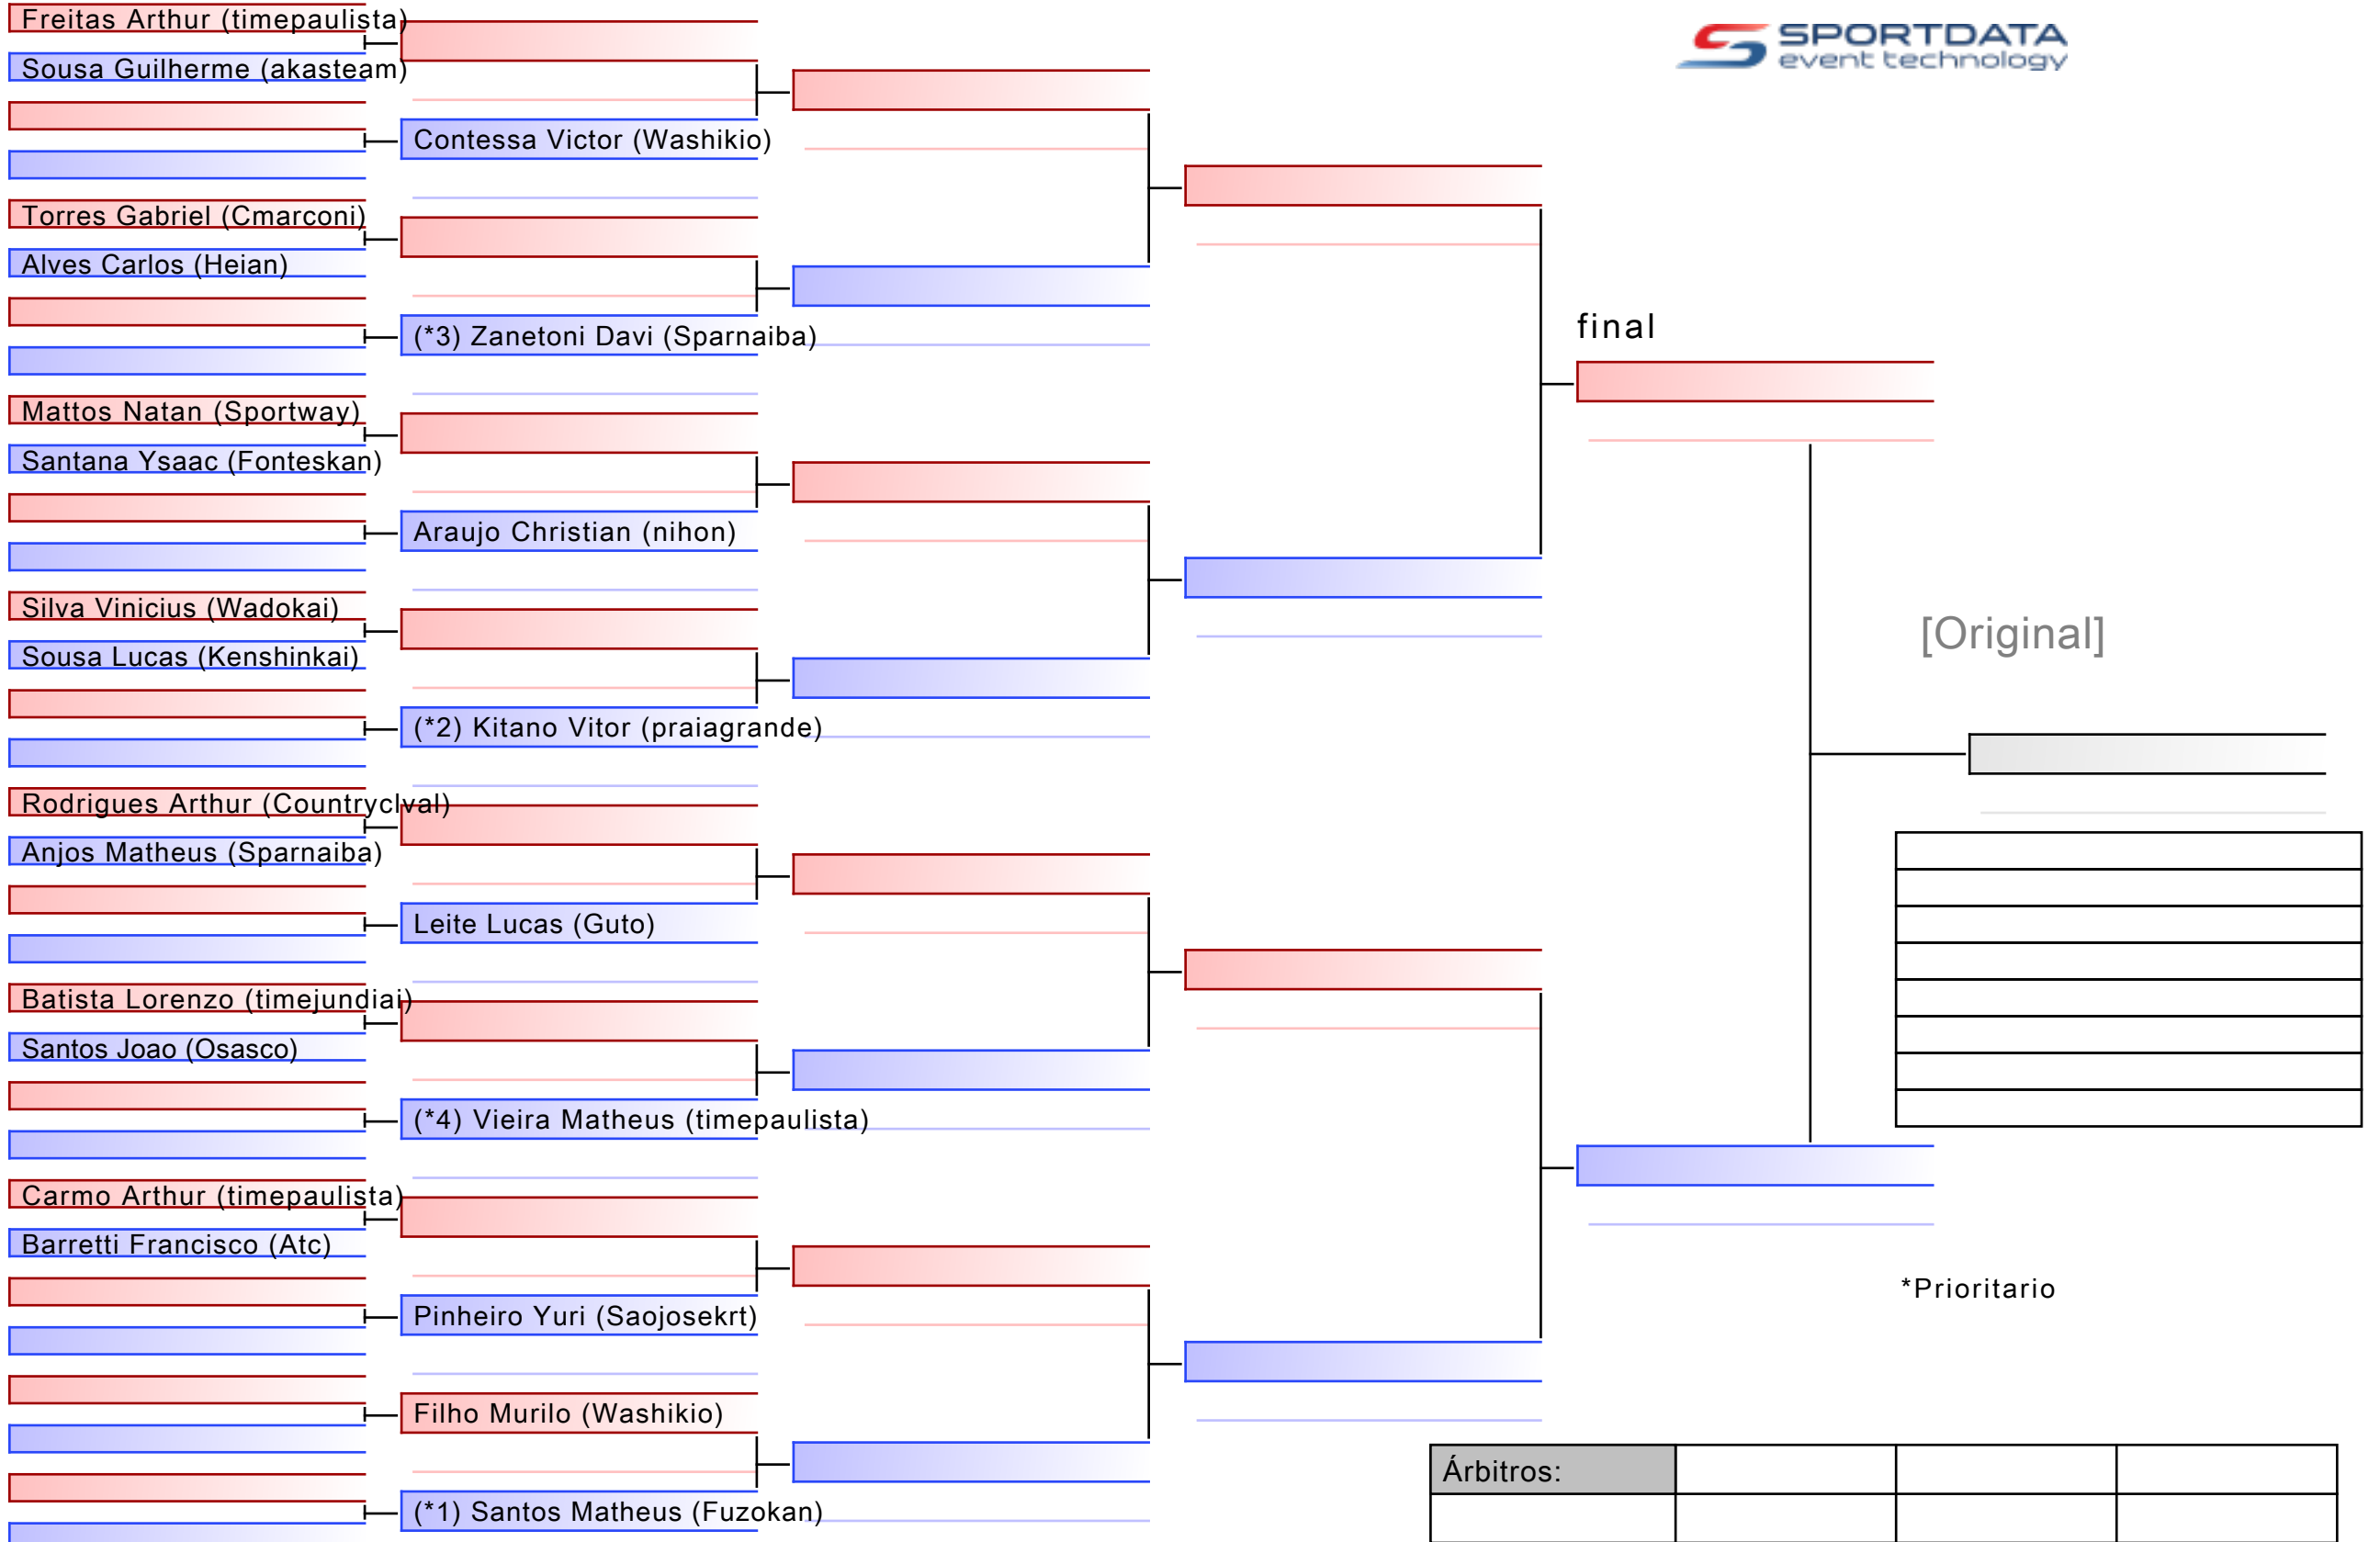 Freitas Arthur (timepaulista)
Sousa Guilherme (akasteam)
SPORTDATA
event technology
Contessa Victor (Washikio)
Torres Gabriel (Cmarconi)
Alves Carlos (Heian)
(*3) Zanetoni Davi (Sparnaiba)
final
Mattos Natan (Sportway)
Santana Ysaac (Fonteskan)
Araujo Christian (nihon)
Silva Vinicius (Wadokai)
Sousa Lucas (Kenshinkai)
[Original]
(*2) Kitano Vitor (praiagrande)
Rodrigues Arthur (Countryclval)
Anjos Matheus (Sparnaiba)
Leite Lucas (Guto)
Batista Lorenzo (timejundiai)
Santos Joao (Osasco)
(*4) Vieira Matheus (timepaulista)
Carmo Arthur (timepaulista)
Barretti Francisco (Atc)
*Prioritario
Pinheiro Yuri (Saojosekrt)
Filho Murilo (Washikio)
Árbitros:
(*1) Santos Matheus (Fuzokan)